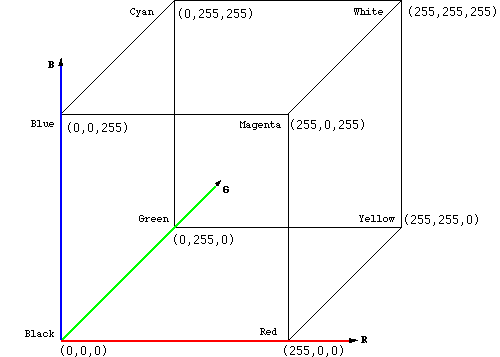 Cyan
(0,255,255)
White
(255,255,255)
B
Blue
(0,0,255)
Magenta
(255,0,255)
G
Green
(0,255,0)
Yellow
(255,255,0)
Black
(0,0,0)
Red
(255,0,0)
R